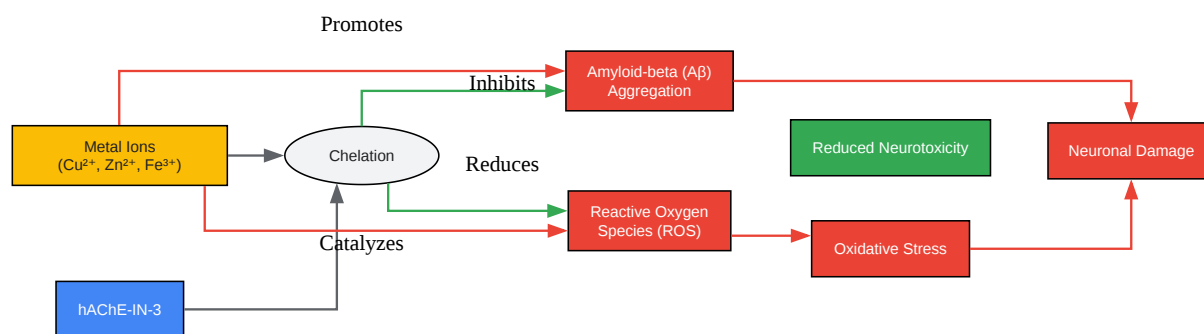 Promotes
Amyloid-beta (Aβ)
Aggregation
Inhibits
Metal Ions
(Cu²⁺, Zn²⁺, Fe³⁺)
Chelation
Reduces
Reduced Neurotoxicity
Neuronal Damage
Reactive Oxygen
Species (ROS)
Catalyzes
Oxidative Stress
hAChE-IN-3